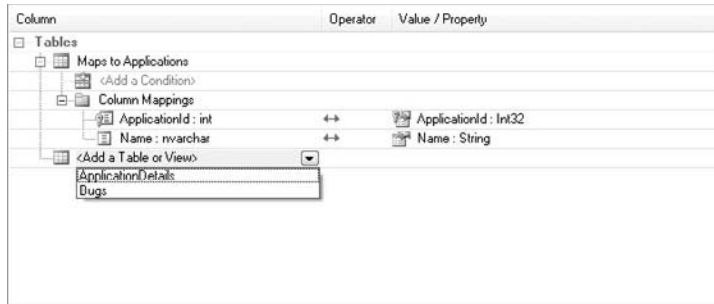 Column Operator Value / Property
Tables
Maps to Applications
<Add a Condition>
Column Mappings
ApplicationId : int ApplicationId : Int32
Name : nvarchar Name : String
<Add a Table or View>
ApplicationDetails
Bugs